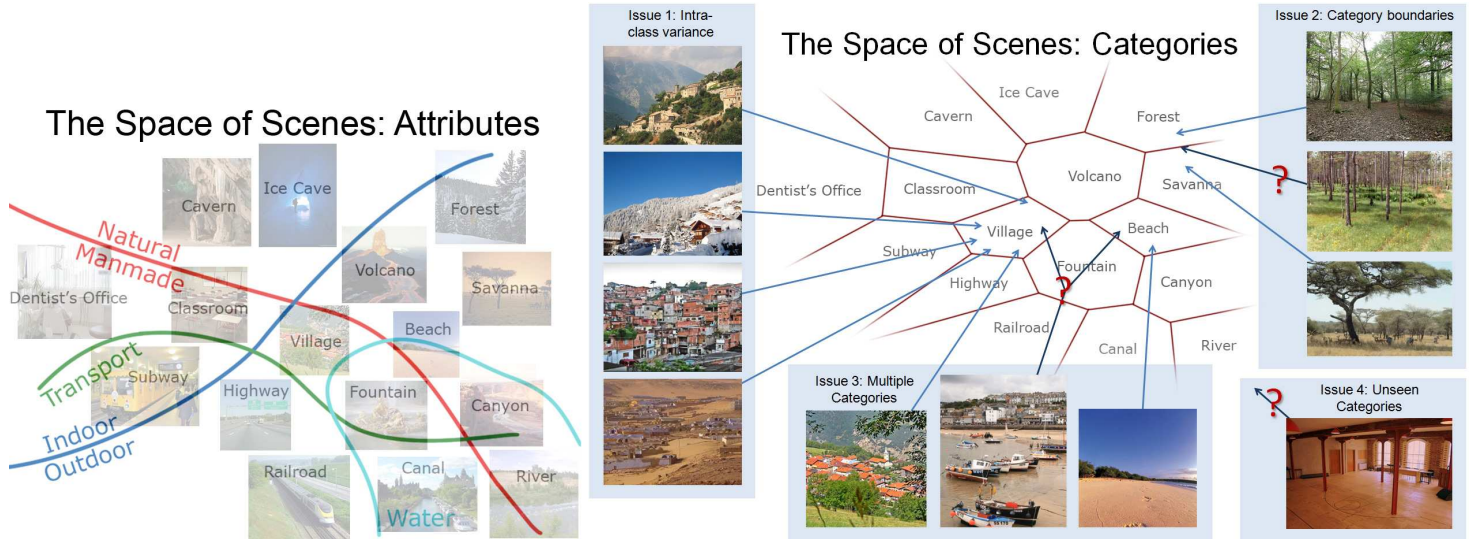 The Space of Scenes: Attributes
Cavern
Ice Cave
Forest
Natural
Manmade
Volcano
Dentist's Office
Classroom
Savanna
Village
Beach
Transport
Subway
Highway
Fountain
Canyon
Indoor
Outdoor
Railroad
Canal
River
Water
Issue 1: Intra-
class variance
The Space of Scenes: Categories
Ice Cave
Cavern
Forest
Dentist's Office
Classroom
Volcano
Savanna
Village
Beach
Subway
Highway
Fountain
?
Canyon
Railroad
Canal
River
Issue 2: Category boundaries
?
Issue 3: Multiple
Categories
?
Issue 4: Unseen
Categories